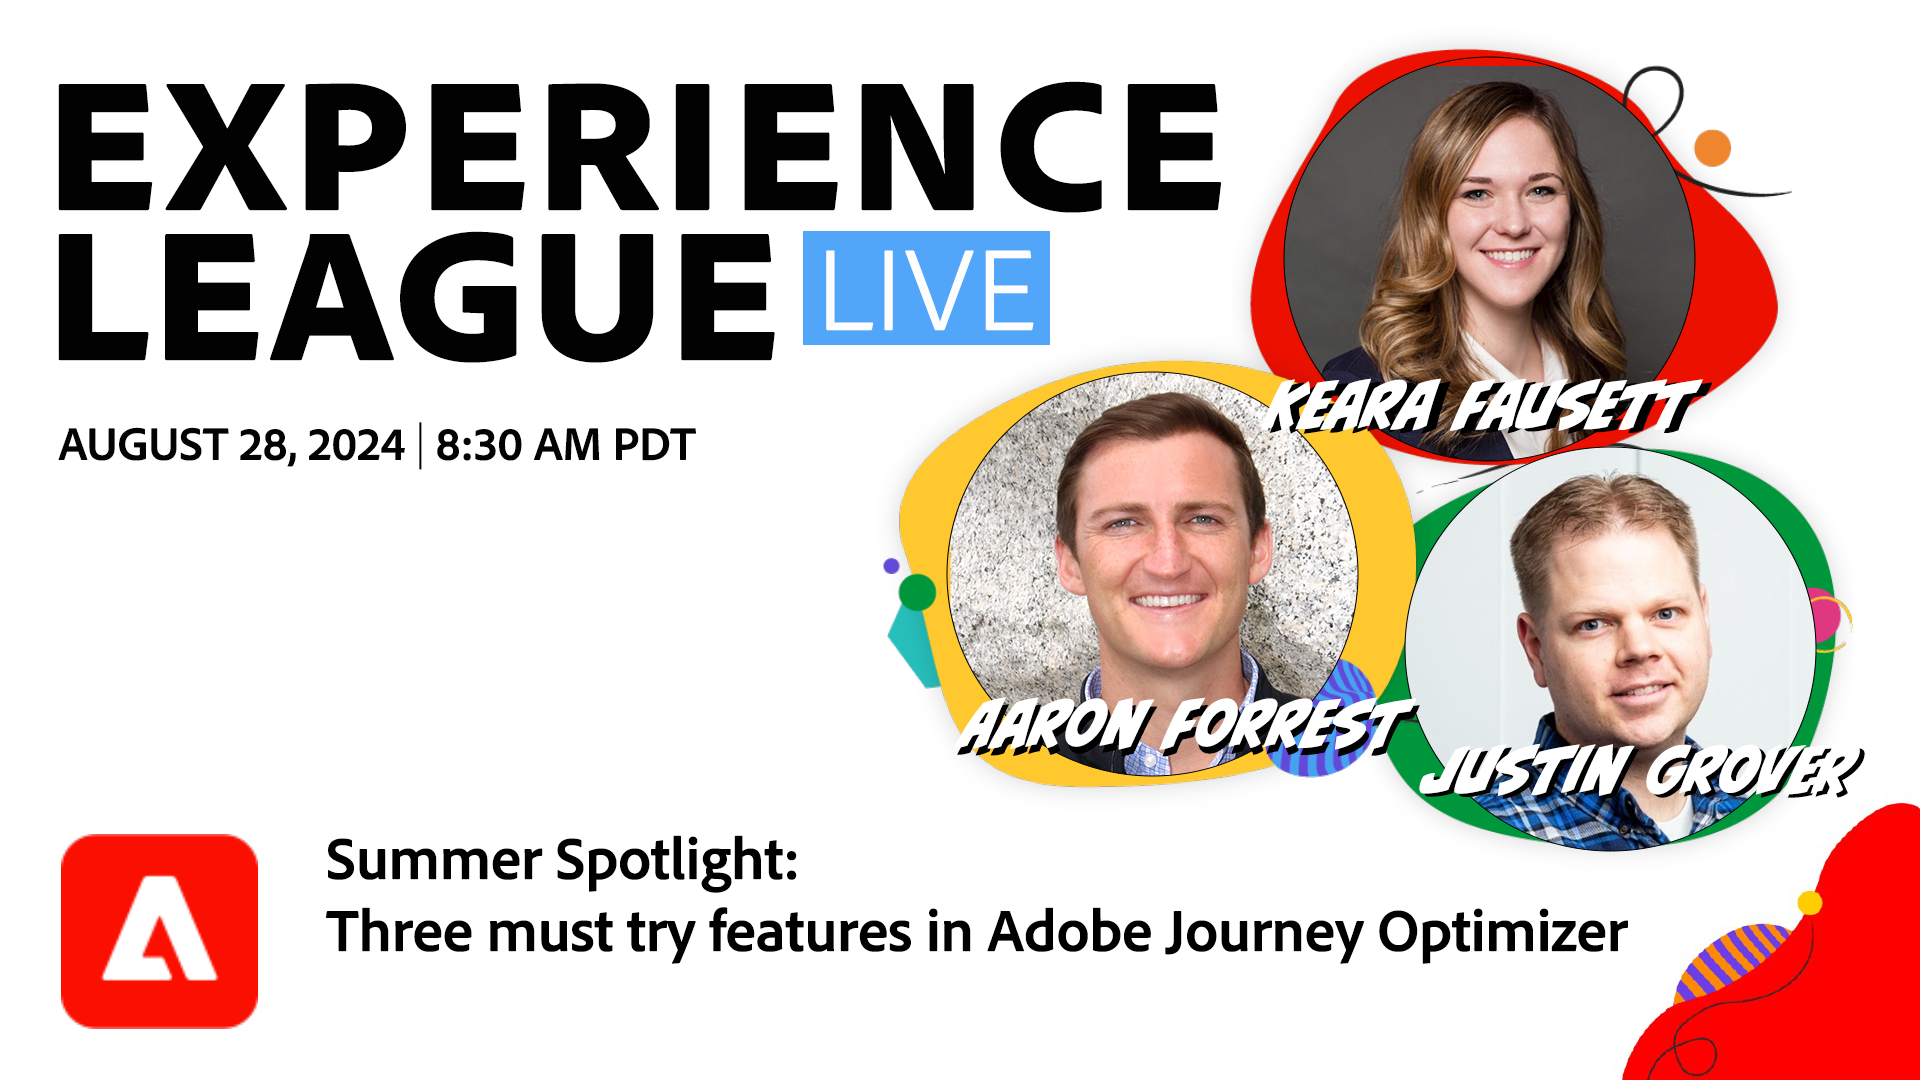 EXPERIENCE
LEAGUE LIVE
AUGUST 28, 2024 | 8:30 AM PDT
KEARA FAUSETT
AARON FORREST
JUSTIN GROVER
Summer Spotlight:
Three must try features in Adobe Journey Optimizer